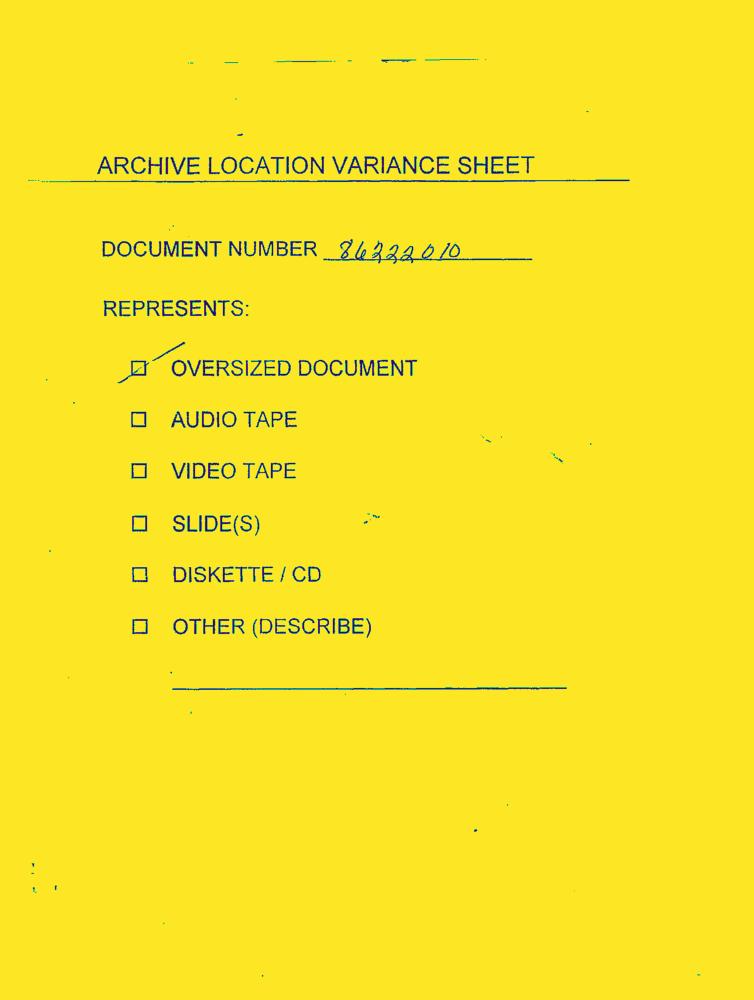 ARCHIVE LOCATION VARIANCE SHEET
DOCUMENT NUMBER 86222010
REPRESENTS:
☑ OVERSIZED DOCUMENT
☐ AUDIO TAPE
☐ VIDEO TAPE
☐ SLIDE(S)
☐ DISKETTE / CD
☐ OTHER (DESCRIBE)